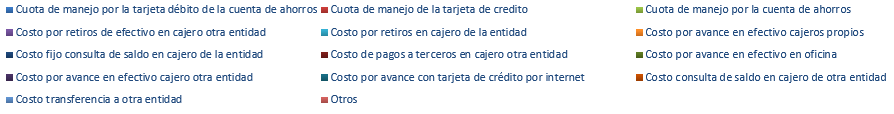 Cuota de manejo por la tarjeta débito de la cuenta de ahorros Cuota de manejo de la tarjeta de credito Cuota de manejo por la cuenta de ahorros
Costo por retiros de efectivo en cajero otra entidad Costo por retiros en cajero de la entidad Costo por avance en efectivo cajeros propios
Costo fijo consulta de saldo en cajero de la entidad Costo de pagos a terceros en cajero otra entidad Costo por avance en efectivo en oficina
Costo por avance en efectivo cajero otra entidad Costo por avance con tarjeta de crédito por internet Costo consulta de saldo en cajero de otra entidad
Costo transferencia a otra entidad Otros